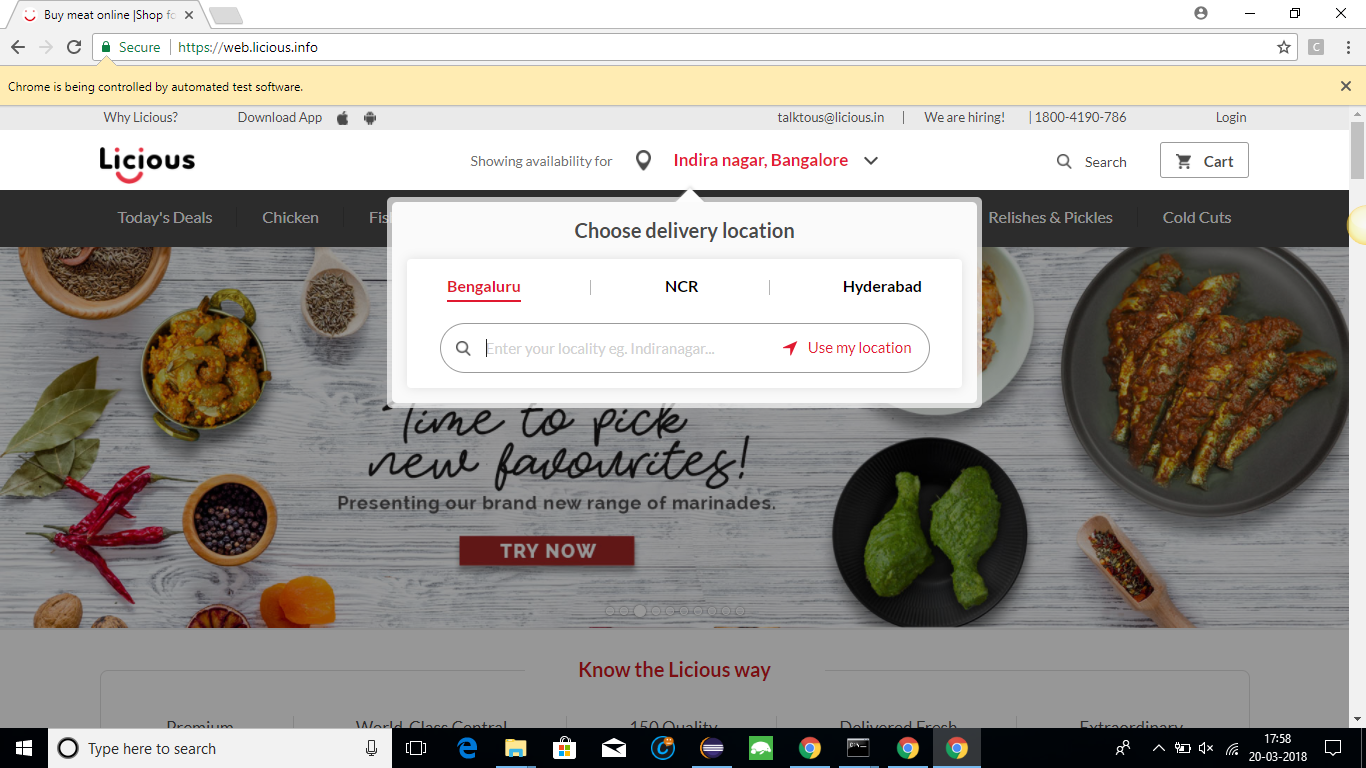 Buy meat online |Shop fo
Secure https://web.licious.info
C
Chrome is being controlled by automated test software.
Why Licious? Download App talktous@licious.in | We are hiring! | 1800-4190-786 Login
Licious Showing availability for Indira nagar, Bangalore Search Cart
Today's Deals Chicken Fis Relishes & Pickles Cold Cuts
Choose delivery location
Bengaluru | NCR | Hyderabad
Enter your locality eg. Indiranagar... Use my location
Time to pick
new favourites!
Presenting our brand new range of marinades.
TRY NOW
Know the Licious way
Premium World-Class Central 150 Quality Delivered Fresh Extraordinary
Type here to search
17:58
20-03-2018